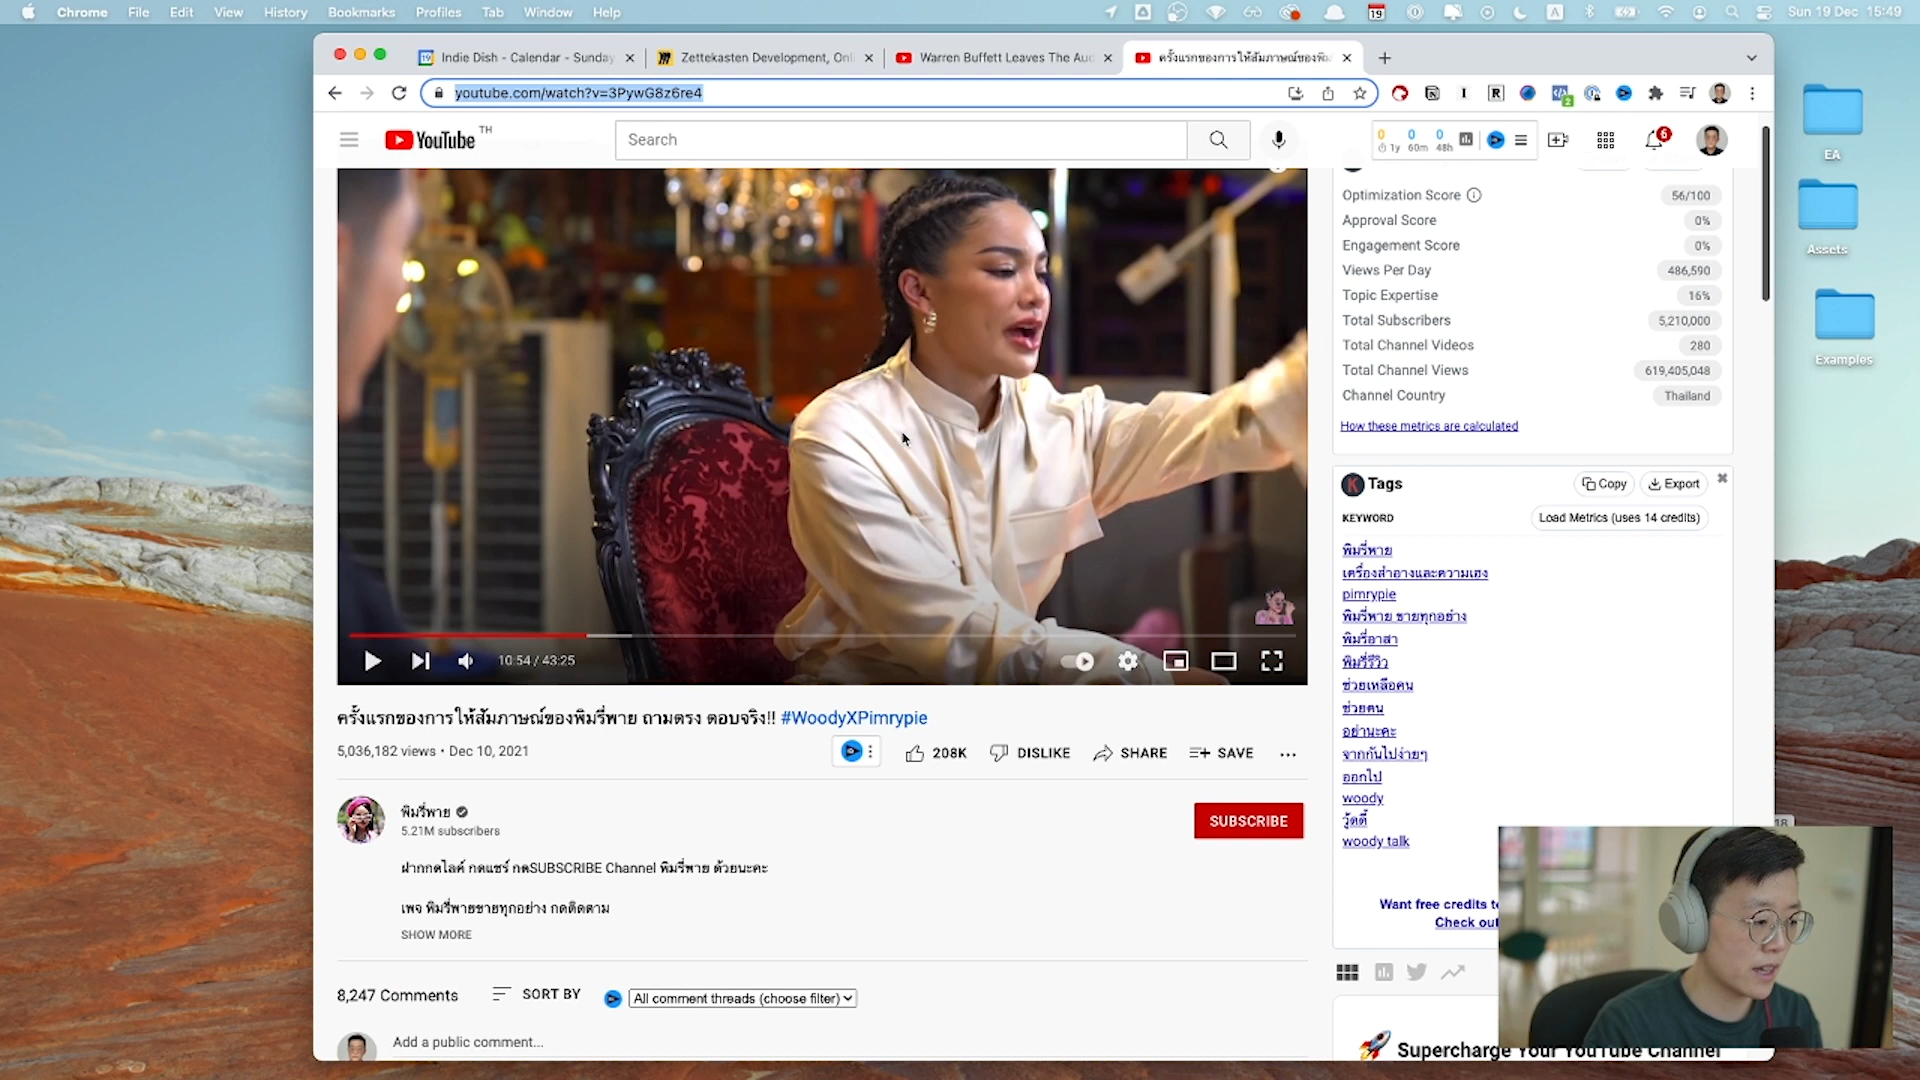 Chrome File Edit View History Bookmarks Profiles Tab Window Help 19 A Sun 19 Dec 15:49
Indie Dish - Calendar - Sunday
Zettekasten Development, Onl
Warren Buffett Leaves The Aud
ครั้งแรกของการให้สัมภาษณ์ของพิม
youtube.com/watch?v=3PywG8z6re4
YouTube TH
Search
0 0 0
1y 60m 48h
6
EA
Assets
Examples
Optimization Score 56/100
Approval Score 0%
Engagement Score 0%
Views Per Day 486,590
Topic Expertise 16%
Total Subscribers 5,210,000
Total Channel Videos 280
Total Channel Views 619,405,048
Channel Country Thailand
How these metrics are calculated
Tags Copy Export
KEYWORD Load Metrics (uses 14 credits)
พิมรี่พาย
เครื่องสำอางและความเฮง
pimrypie
พิมรี่พาย ขายทุกอย่าง
พิมรี่อาสา
พิมรี่รีวิว
ช่วยเหลือคน
ช่วยคน
อย่านะคะ
จากกันไปง่ายๆ
ออกไป
woody
วู้ดดี้
woody talk
Want free credits to
Check out
10:54 / 43:25
ครั้งแรกของการให้สัมภาษณ์ของพิมรี่พาย ถามตรง ตอบจริง!! #WoodyXPimrypie
5,036,182 views • Dec 10, 2021
208K DISLIKE SHARE SAVE
พิมรี่พาย
5.21M subscribers
SUBSCRIBE
ฝากกดไลค์ กดแชร์ กดSUBSCRIBE Channel พิมรี่พาย ด้วยนะคะ
เพจ พิมรี่พายขายทุกอย่าง กดติดตาม
SHOW MORE
8,247 Comments SORT BY All comment threads (choose filter)
Add a public comment...
Supercharge Your YouTube Channel